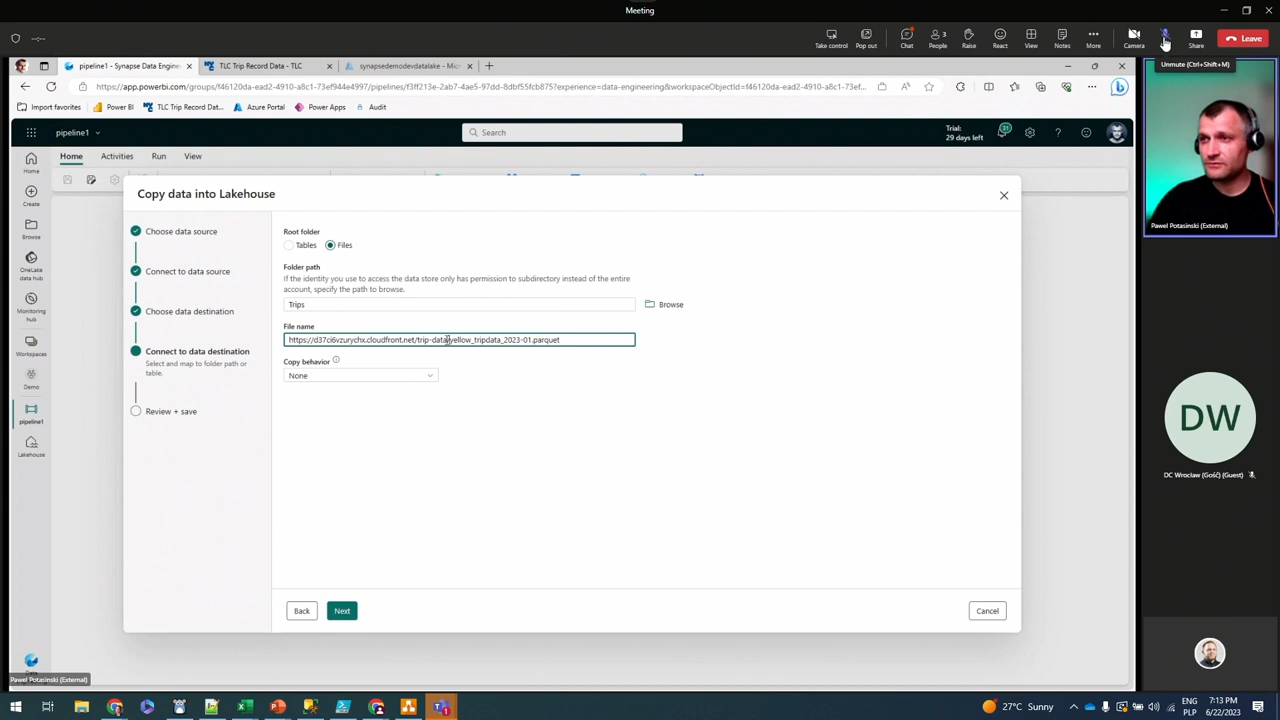 Meeting
-:--
Take control
Pop out
Chat
3
People
Raise
React
View
Notes
More
Camera
Share
Leave
Unmute (Ctrl+Shift+M)
pipeline1 - Synapse Data Engine
TLC Trip Record Data - TLC
synapsedemodevdatalake - Micr
Import favorites
Power BI
TLC Trip Record Dat...
Azure Portal
Power Apps
Audit
pipeline1
Search
Trial:
29 days left
31
Home
Activities
Run
View
Home
Create
Browse
OneLake
data hub
Monitoring
hub
Workspaces
Demo
pipeline1
Lakehouse
Copy data into Lakehouse
Choose data source
Connect to data source
Choose data destination
Connect to data destination
Select and map to folder path or
table.
Review + save
Root folder
Tables
Files
Folder path
If the identity you use to access the data store only has permission to subdirectory instead of the entire
account, specify the path to browse.
Trips
Browse
File name
https://d37ci6vzurychx.cloudfront.net/trip-data/yellow_tripdata_2023-01.parquet
Copy behavior
None
Back
Next
Cancel
Pawel Potasinski (External)
DW
DC Wrocław (Gość) (Guest)
Pawel Potasinski (External)
27°C Sunny
ENG
PLP
7:13 PM
6/22/2023